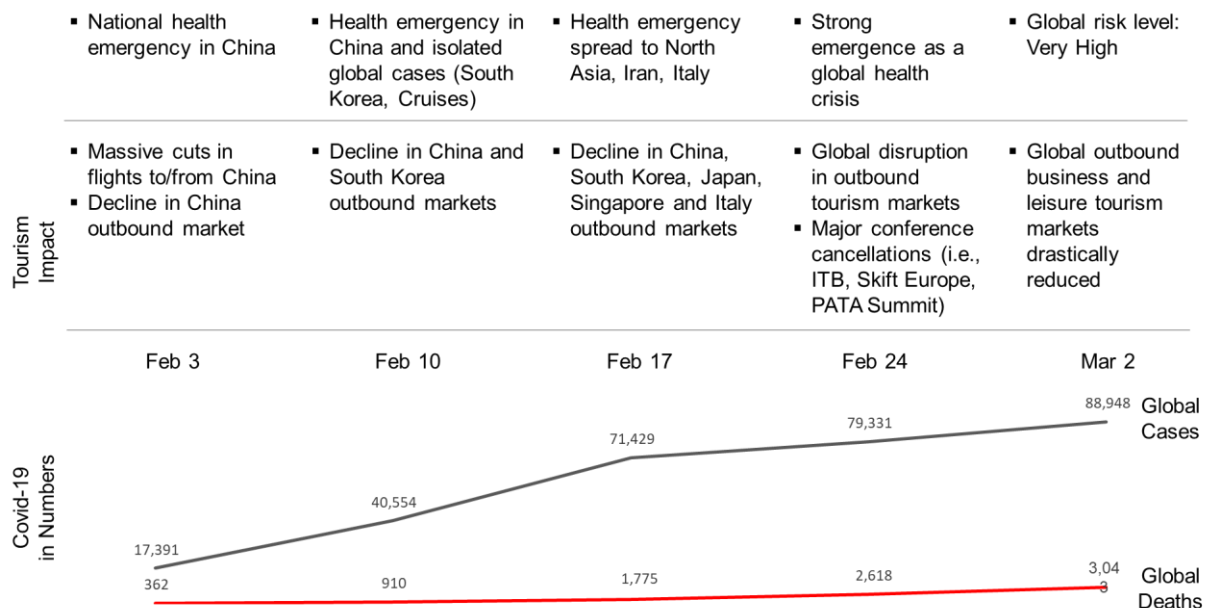 ▪ National health
emergency in China
▪ Health emergency in
China and isolated
global cases (South
Korea, Cruises)
▪ Health emergency
spread to North
Asia, Iran, Italy
▪ Strong
emergence as a
global health
crisis
▪ Global risk level:
Very High
Tourism
Impact
▪ Massive cuts in
flights to/from China
▪ Decline in China
outbound market
▪ Decline in China and
South Korea
outbound markets
▪ Decline in China,
South Korea, Japan,
Singapore and Italy
outbound markets
▪ Global disruption
in outbound
tourism markets
▪ Major conference
cancellations (i.e.,
ITB, Skift Europe,
PATA Summit)
▪ Global outbound
business and
leisure tourism
markets
drastically
reduced
Feb 3
Feb 10
Feb 17
Feb 24
Mar 2
Covid-19
in Numbers
17,391
40,554
71,429
79,331
88,948
Global
Cases
362
910
1,775
2,618
3,04
3
Global
Deaths